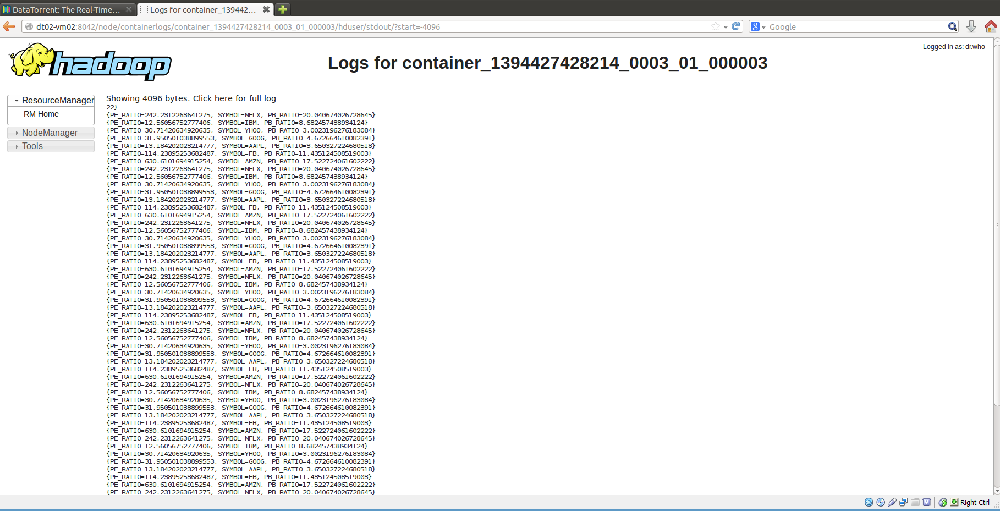 DataTorrent: The Real-Time...
Logs for container_139442...
dt02-vm02:8042/node/containerlogs/container_1394427428214_0003_01_000003/hduser/stdout/?start=-4096
Google
hadoop
Logs for container_1394427428214_0003_01_000003
Logged in as: dr.who
ResourceManager
RM Home
NodeManager
Tools
Showing 4096 bytes. Click here for full log
22}
{PE_RATIO=242.2312263641275, SYMBOL=NFLX, PB_RATIO=20.040674026728645}
{PE_RATIO=12.56056752777406, SYMBOL=IBM, PB_RATIO=8.682457438934124}
{PE_RATIO=30.71420634920635, SYMBOL=YHOO, PB_RATIO=3.0023196276183084}
{PE_RATIO=31.950501038899553, SYMBOL=GOOG, PB_RATIO=4.672664610082391}
{PE_RATIO=13.184202023214777, SYMBOL=AAPL, PB_RATIO=3.650327224680518}
{PE_RATIO=114.23895253682487, SYMBOL=FB, PB_RATIO=11.435124508519003}
{PE_RATIO=630.6101694915254, SYMBOL=AMZN, PB_RATIO=17.522724061602222}
{PE_RATIO=242.2312263641275, SYMBOL=NFLX, PB_RATIO=20.040674026728645}
{PE_RATIO=12.56056752777406, SYMBOL=IBM, PB_RATIO=8.682457438934124}
{PE_RATIO=30.71420634920635, SYMBOL=YHOO, PB_RATIO=3.0023196276183084}
{PE_RATIO=31.950501038899553, SYMBOL=GOOG, PB_RATIO=4.672664610082391}
{PE_RATIO=13.184202023214777, SYMBOL=AAPL, PB_RATIO=3.650327224680518}
{PE_RATIO=114.23895253682487, SYMBOL=FB, PB_RATIO=11.435124508519003}
{PE_RATIO=630.6101694915254, SYMBOL=AMZN, PB_RATIO=17.522724061602222}
{PE_RATIO=242.2312263641275, SYMBOL=NFLX, PB_RATIO=20.040674026728645}
{PE_RATIO=12.56056752777406, SYMBOL=IBM, PB_RATIO=8.682457438934124}
{PE_RATIO=30.71420634920635, SYMBOL=YHOO, PB_RATIO=3.0023196276183084}
{PE_RATIO=31.950501038899553, SYMBOL=GOOG, PB_RATIO=4.672664610082391}
{PE_RATIO=13.184202023214777, SYMBOL=AAPL, PB_RATIO=3.650327224680518}
{PE_RATIO=114.23895253682487, SYMBOL=FB, PB_RATIO=11.435124508519003}
{PE_RATIO=630.6101694915254, SYMBOL=AMZN, PB_RATIO=17.522724061602222}
{PE_RATIO=242.2312263641275, SYMBOL=NFLX, PB_RATIO=20.040674026728645}
{PE_RATIO=12.56056752777406, SYMBOL=IBM, PB_RATIO=8.682457438934124}
{PE_RATIO=30.71420634920635, SYMBOL=YHOO, PB_RATIO=3.0023196276183084}
{PE_RATIO=31.950501038899553, SYMBOL=GOOG, PB_RATIO=4.672664610082391}
{PE_RATIO=13.184202023214777, SYMBOL=AAPL, PB_RATIO=3.650327224680518}
{PE_RATIO=114.23895253682487, SYMBOL=FB, PB_RATIO=11.435124508519003}
{PE_RATIO=630.6101694915254, SYMBOL=AMZN, PB_RATIO=17.522724061602222}
{PE_RATIO=242.2312263641275, SYMBOL=NFLX, PB_RATIO=20.040674026728645}
{PE_RATIO=12.56056752777406, SYMBOL=IBM, PB_RATIO=8.682457438934124}
{PE_RATIO=30.71420634920635, SYMBOL=YHOO, PB_RATIO=3.0023196276183084}
{PE_RATIO=31.950501038899553, SYMBOL=GOOG, PB_RATIO=4.672664610082391}
{PE_RATIO=13.184202023214777, SYMBOL=AAPL, PB_RATIO=3.650327224680518}
{PE_RATIO=114.23895253682487, SYMBOL=FB, PB_RATIO=11.435124508519003}
{PE_RATIO=630.6101694915254, SYMBOL=AMZN, PB_RATIO=17.522724061602222}
{PE_RATIO=242.2312263641275, SYMBOL=NFLX, PB_RATIO=20.040674026728645}
{PE_RATIO=12.56056752777406, SYMBOL=IBM, PB_RATIO=8.682457438934124}
{PE_RATIO=30.71420634920635, SYMBOL=YHOO, PB_RATIO=3.0023196276183084}
{PE_RATIO=31.950501038899553, SYMBOL=GOOG, PB_RATIO=4.672664610082391}
{PE_RATIO=13.184202023214777, SYMBOL=AAPL, PB_RATIO=3.650327224680518}
{PE_RATIO=114.23895253682487, SYMBOL=FB, PB_RATIO=11.435124508519003}
{PE_RATIO=630.6101694915254, SYMBOL=AMZN, PB_RATIO=17.522724061602222}
{PE_RATIO=242.2312263641275, SYMBOL=NFLX, PB_RATIO=20.040674026728645}
{PE_RATIO=12.56056752777406, SYMBOL=IBM, PB_RATIO=8.682457438934124}
{PE_RATIO=30.71420634920635, SYMBOL=YHOO, PB_RATIO=3.0023196276183084}
{PE_RATIO=31.950501038899553, SYMBOL=GOOG, PB_RATIO=4.672664610082391}
{PE_RATIO=13.184202023214777, SYMBOL=AAPL, PB_RATIO=3.650327224680518}
{PE_RATIO=114.23895253682487, SYMBOL=FB, PB_RATIO=11.435124508519003}
{PE_RATIO=630.6101694915254, SYMBOL=AMZN, PB_RATIO=17.522724061602222}
{PE_RATIO=242.2312263641275, SYMBOL=NFLX, PB_RATIO=20.040674026728645}
Right Ctrl